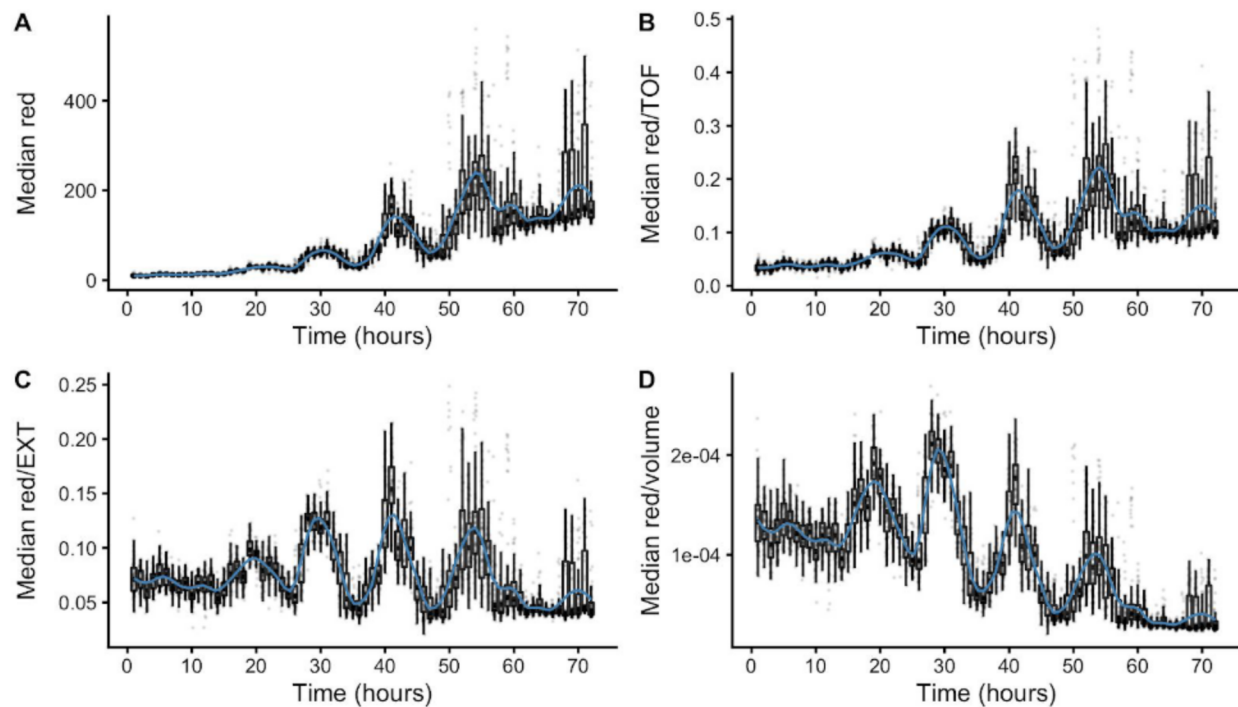 A
Median red
400
200
0
0 10 20 30 40 50 60 70
Time (hours)
B
Median red/TOF
0.5
0.4
0.3
0.2
0.1
0.0
0 10 20 30 40 50 60 70
Time (hours)
C
Median red/EXT
0.25
0.20
0.15
0.10
0.05
0 10 20 30 40 50 60 70
Time (hours)
D
Median red/volume
2e-04
1e-04
0 10 20 30 40 50 60 70
Time (hours)